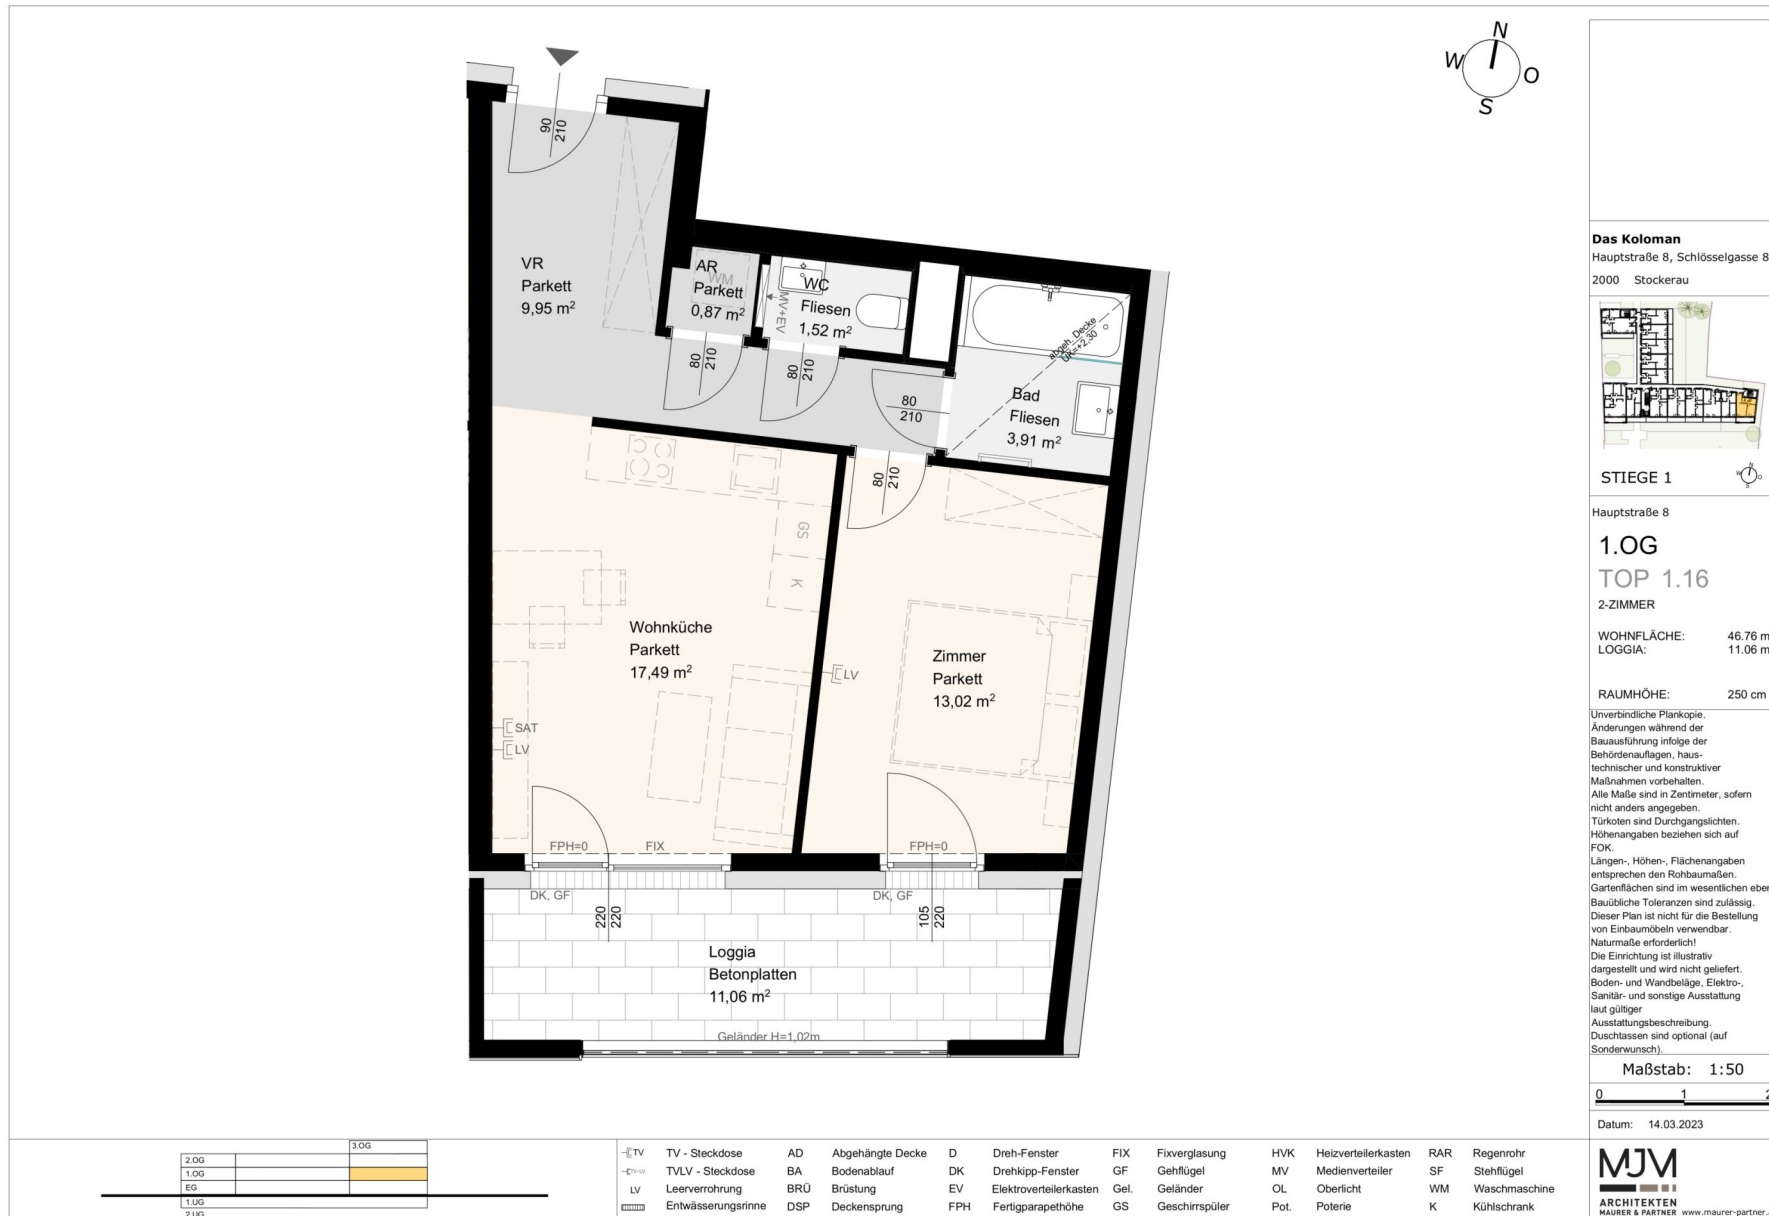 N
W
O
S
90
210
VR
Parkett
9,95 m²
AR
WM
Parkett
0,87 m²
MV+EV
WC
Fliesen
1,52 m²
abgeh. Decke
UK=+2,30
80
210
80
210
80
210
Bad
Fliesen
3,91 m²
80
210
GS
K
Wohnküche
Parkett
17,49 m²
LV
Zimmer
Parkett
13,02 m²
SAT
LV
FPH=0
FIX
FPH=0
DK, GF
DK, GF
220
220
105
220
Loggia
Betonplatten
11,06 m²
Geländer H=1,02m
Das Koloman
Hauptstraße 8, Schlösselgasse 8
2000 Stockerau
STIEGE 1
N
W
O
S
Hauptstraße 8
1.OG
TOP 1.16
2-ZIMMER
WOHNFLÄCHE: 46.76 m
LOGGIA: 11.06 m
RAUMHÖHE: 250 cm
Unverbindliche Plankopie.
Änderungen während der
Bauausführung infolge der
Behördenauflagen, haus-
technischer und konstruktiver
Maßnahmen vorbehalten.
Alle Maße sind in Zentimeter, sofern
nicht anders angegeben.
Türkoten sind Durchgangslichten.
Höhenangaben beziehen sich auf
FOK.
Längen-, Höhen-, Flächenangaben
entsprechen den Rohbaumaßen.
Gartenflächen sind im wesentlichen eben
Bauübliche Toleranzen sind zulässig.
Dieser Plan ist nicht für die Bestellung
von Einbaumöbeln verwendbar.
Naturmaße erforderlich!
Die Einrichtung ist illustrativ
dargestellt und wird nicht geliefert.
Boden- und Wandbeläge, Elektro-,
Sanitär- und sonstige Ausstattung
laut gültiger
Ausstattungsbeschreibung.
Duschtassen sind optional (auf
Sonderwunsch).
Maßstab: 1:50
0 1 2
Datum: 14.03.2023
MJM
ARCHITEKTEN
MAURER & PARTNER www.maurer-partner.
3.OG
2.OG
1.OG
EG
1.UG
2.UG
TV TV - Steckdose AD Abgehängte Decke D Dreh-Fenster FIX Fixverglasung HVK Heizverteilerkasten RAR Regenrohr
TV-LV TVLV - Steckdose BA Bodenablauf DK Drehkipp-Fenster GF Gehflügel MV Medienverteiler SF Stehflügel
LV Leerverrohrung BRÜ Brüstung EV Elektroverteilerkasten Gel. Geländer OL Oberlicht WM Waschmaschine
Entwässerungsrinne DSP Deckensprung FPH Fertigparapethöhe GS Geschirrspüler Pot. Poterie K Kühlschrank